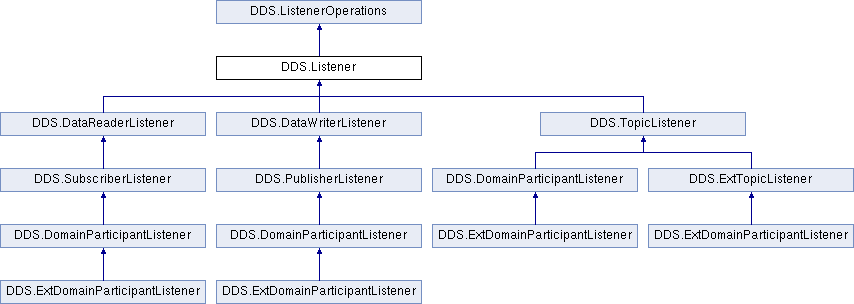 DDS.ListenerOperations
DDS.Listener
DDS.DataReaderListener
DDS.DataWriterListener
DDS.TopicListener
DDS.SubscriberListener
DDS.PublisherListener
DDS.DomainParticipantListener
DDS.ExtTopicListener
DDS.DomainParticipantListener
DDS.DomainParticipantListener
DDS.ExtDomainParticipantListener
DDS.ExtDomainParticipantListener
DDS.ExtDomainParticipantListener
DDS.ExtDomainParticipantListener